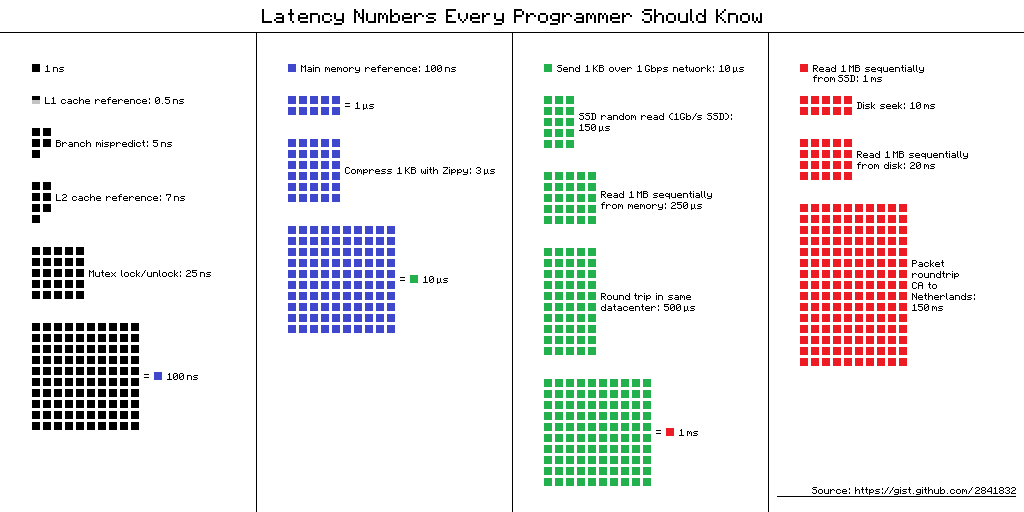 Latency Numbers Every Programmer Should Know
1 ns
L1 cache reference: 0.5 ns
Branch mispredict: 5 ns
L2 cache reference: 7 ns
Mutex lock/unlock: 25 ns
= 100 ns
Main memory reference: 100 ns
= 1 µs
Compress 1 KB with Zippy: 3 µs
= 10 µs
Send 1 KB over 1 Gbps network: 10 µs
SSD random read (1Gb/s SSD):
150 µs
Read 1 MB sequentially
from memory: 250 µs
Round trip in same
datacenter: 500 µs
= 1 ms
Read 1 MB sequentially
from SSD: 1 ms
Disk seek: 10 ms
Read 1 MB sequentially
from disk: 20 ms
Packet
roundtrip
CA to
Netherlands:
150 ms
Source: https://gist.github.com/2841832